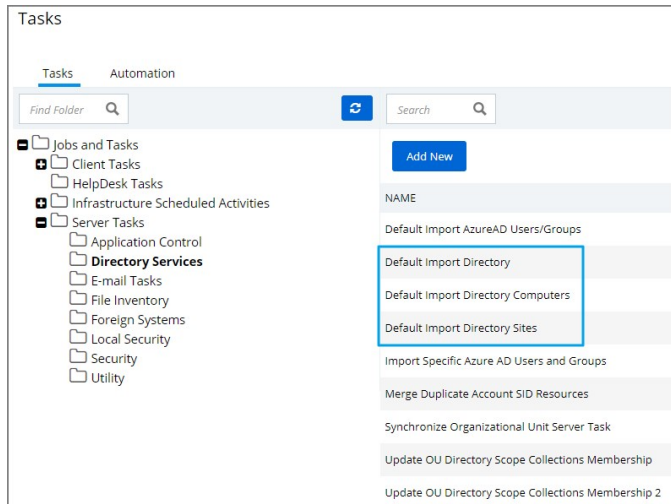 Tasks
Tasks Automation
Find Folder
Search
Jobs and Tasks
Client Tasks
HelpDesk Tasks
Infrastructure Scheduled Activities
Server Tasks
Application Control
Directory Services
E-mail Tasks
File Inventory
Foreign Systems
Local Security
Security
Utility
Add New
NAME
Default Import AzureAD Users/Groups
Default Import Directory
Default Import Directory Computers
Default Import Directory Sites
Import Specific Azure AD Users and Groups
Merge Duplicate Account SID Resources
Synchronize Organizational Unit Server Task
Update OU Directory Scope Collections Membership
Update OU Directory Scope Collections Membership 2